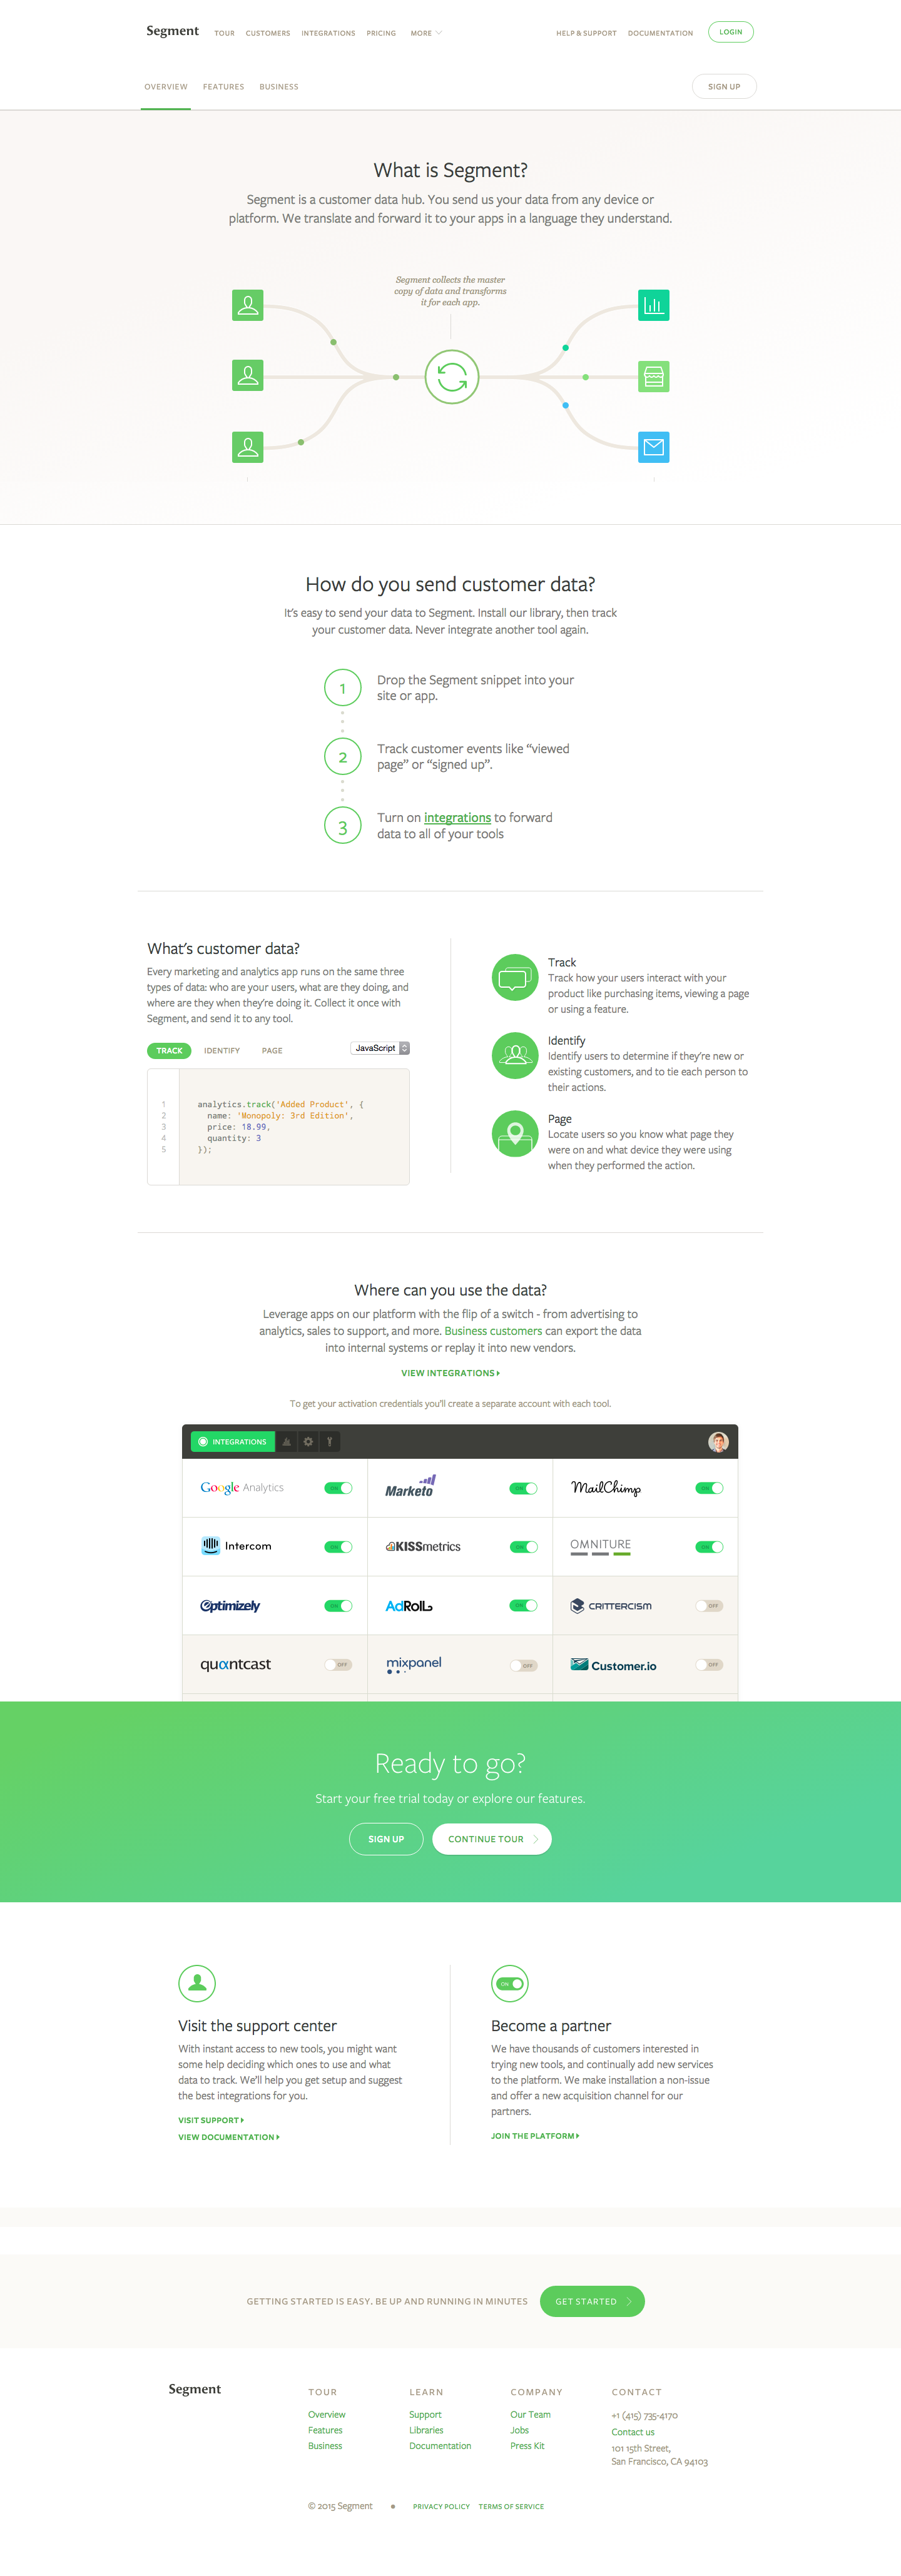 Segment
TOUR
CUSTOMERS
INTEGRATIONS
PRICING
MORE
HELP & SUPPORT
DOCUMENTATION
LOGIN
OVERVIEW
FEATURES
BUSINESS
SIGN UP
What is Segment?
Segment is a customer data hub. You send us your data from any device or
platform. We translate and forward it to your apps in a language they understand.
Segment collects the master
copy of data and transforms
it for each app.
How do you send customer data?
It's easy to send your data to Segment. Install our library, then track
your customer data. Never integrate another tool again.
1
Drop the Segment snippet into your
site or app.
2
Track customer events like “viewed
page” or “signed up”.
3
Turn on integrations to forward
data to all of your tools
What's customer data?
Every marketing and analytics app runs on the same three
types of data: who are your users, what are they doing, and
where are they when they're doing it. Collect it once with
Segment, and send it to any tool.
TRACK
IDENTIFY
PAGE
JavaScript
1 analytics.track('Added Product', {
2 name: 'Monopoly: 3rd Edition',
3 price: 18.99,
4 quantity: 3
5 });
Track
Track how your users interact with your
product like purchasing items, viewing a page
or using a feature.
Identify
Identify users to determine if they're new or
existing customers, and to tie each person to
their actions.
Page
Locate users so you know what page they
were on and what device they were using
when they performed the action.
Where can you use the data?
Leverage apps on our platform with the flip of a switch - from advertising to
analytics, sales to support, and more. Business customers can export the data
into internal systems or replay it into new vendors.
VIEW INTEGRATIONS
To get your activation credentials you'll create a separate account with each tool.
INTEGRATIONS
Google Analytics
ON
Marketo
ON
MailChimp
ON
Intercom
ON
KISSmetrics
ON
OMNITURE
ON
Optimizely
ON
AdRoll
ON
CRITTERCISM
OFF
quantcast
OFF
mixpanel
OFF
Customer.io
OFF
Ready to go?
Start your free trial today or explore our features.
SIGN UP
CONTINUE TOUR
Visit the support center
With instant access to new tools, you might want
some help deciding which ones to use and what
data to track. We'll help you get setup and suggest
the best integrations for you.
VISIT SUPPORT
VIEW DOCUMENTATION
ON
Become a partner
We have thousands of customers interested in
trying new tools, and continually add new services
to the platform. We make installation a non-issue
and offer a new acquisition channel for our
partners.
JOIN THE PLATFORM
GETTING STARTED IS EASY. BE UP AND RUNNING IN MINUTES
GET STARTED
Segment
TOUR
Overview
Features
Business
LEARN
Support
Libraries
Documentation
COMPANY
Our Team
Jobs
Press Kit
CONTACT
+1 (415) 735-4170
Contact us
101 15th Street,
San Francisco, CA 94103
© 2015 Segment
PRIVACY POLICY
TERMS OF SERVICE